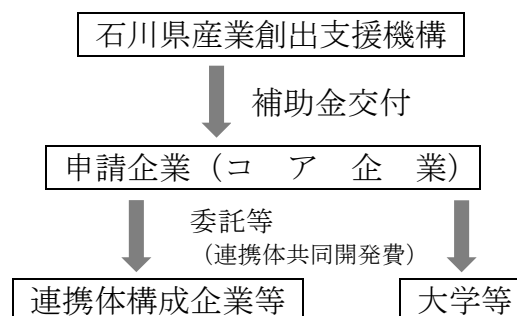 石川県産業創出支援機構
補助金交付
申請企業（コ　ア　企　業）
委託等
（連携体共同開発費）
連携体構成企業等
大学等